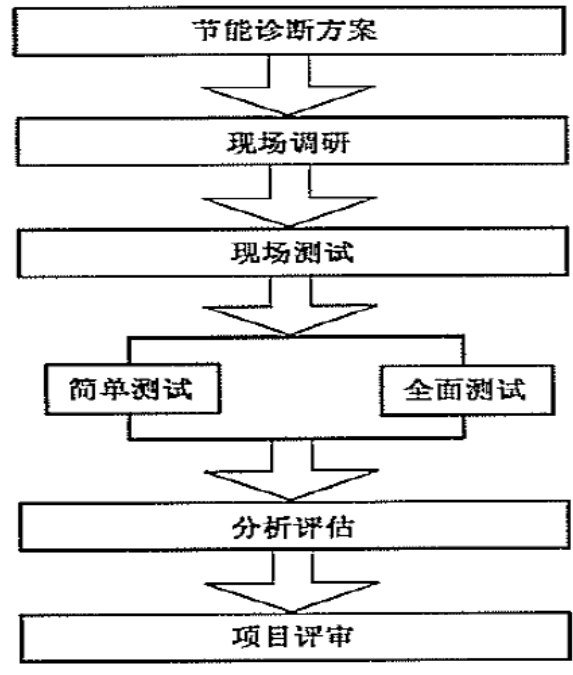 节能诊断方案
现场调研
现场测试
简单测试
全面测试
分析评估
项目评审